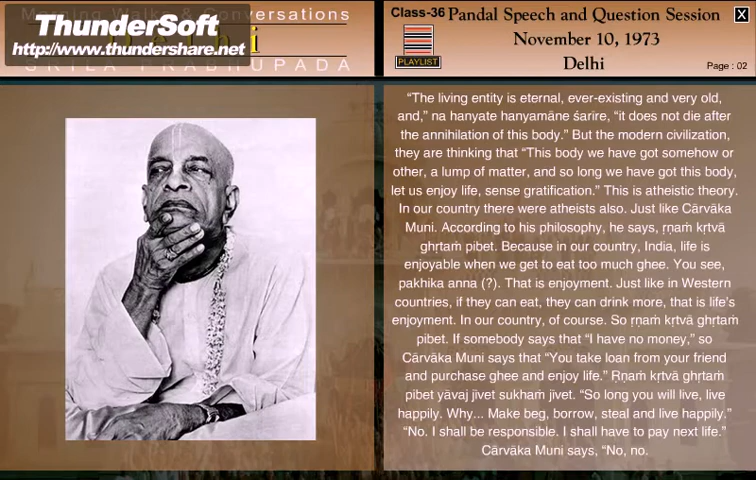 ThunderSoft
http://www.thundershare.net
Morning Walks & Conversations
SRILA PRABHUPADA
Class-36 Pandal Speech and Question Session
November 10, 1973
Delhi
PLAYLIST
Page : 02
X
“The living entity is eternal, ever-existing and very old,
and,” na hanyate hanyamāne śarīre, “it does not die after
the annihilation of this body.” But the modern civilization,
they are thinking that “This body we have got somehow or
other, a lump of matter, and so long we have got this body,
let us enjoy life, sense gratification.” This is atheistic theory.
In our country there were atheists also. Just like Cārvāka
Muni. According to his philosophy, he says, ṛṇaṁ kṛtvā
ghṛtaṁ pibet. Because in our country, India, life is
enjoyable when we get to eat too much ghee. You see,
pakhika anna (?). That is enjoyment. Just like in Western
countries, if they can eat, they can drink more, that is life’s
enjoyment. In our country, of course. So ṛṇaṁ kṛtvā ghṛtaṁ
pibet. If somebody says that “I have no money,” so
Cārvāka Muni says that “You take loan from your friend
and purchase ghee and enjoy life.” Ṛṇaṁ kṛtvā ghṛtaṁ
pibet yāvaj jīvet sukhaṁ jīvet. “So long you will live, live
happily. Why... Make beg, borrow, steal and live happily.”
“No. I shall be responsible. I shall have to pay next life.”
Cārvāka Muni says, “No, no.